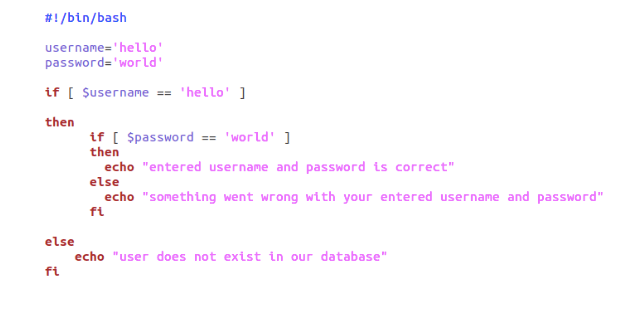 #!/bin/bash
username='hello'
password='world'
if [ $username == 'hello' ]
then
if [ $password == 'world' ]
then
echo "entered username and password is correct"
else
echo "something went wrong with your entered username and password"
fi
else
echo "user does not exist in our database"
fi